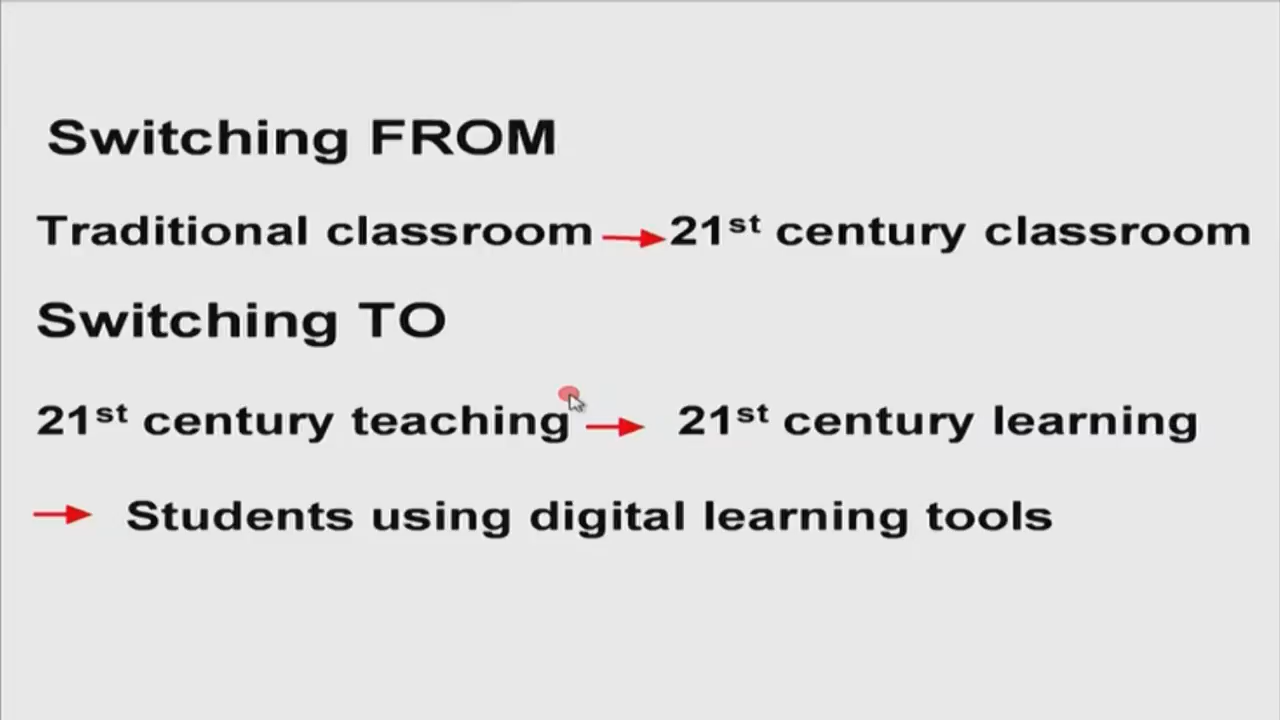 Switching FROM
Traditional classroom → 21st century classroom
Switching TO
21st century teaching → 21st century learning
→ Students using digital learning tools